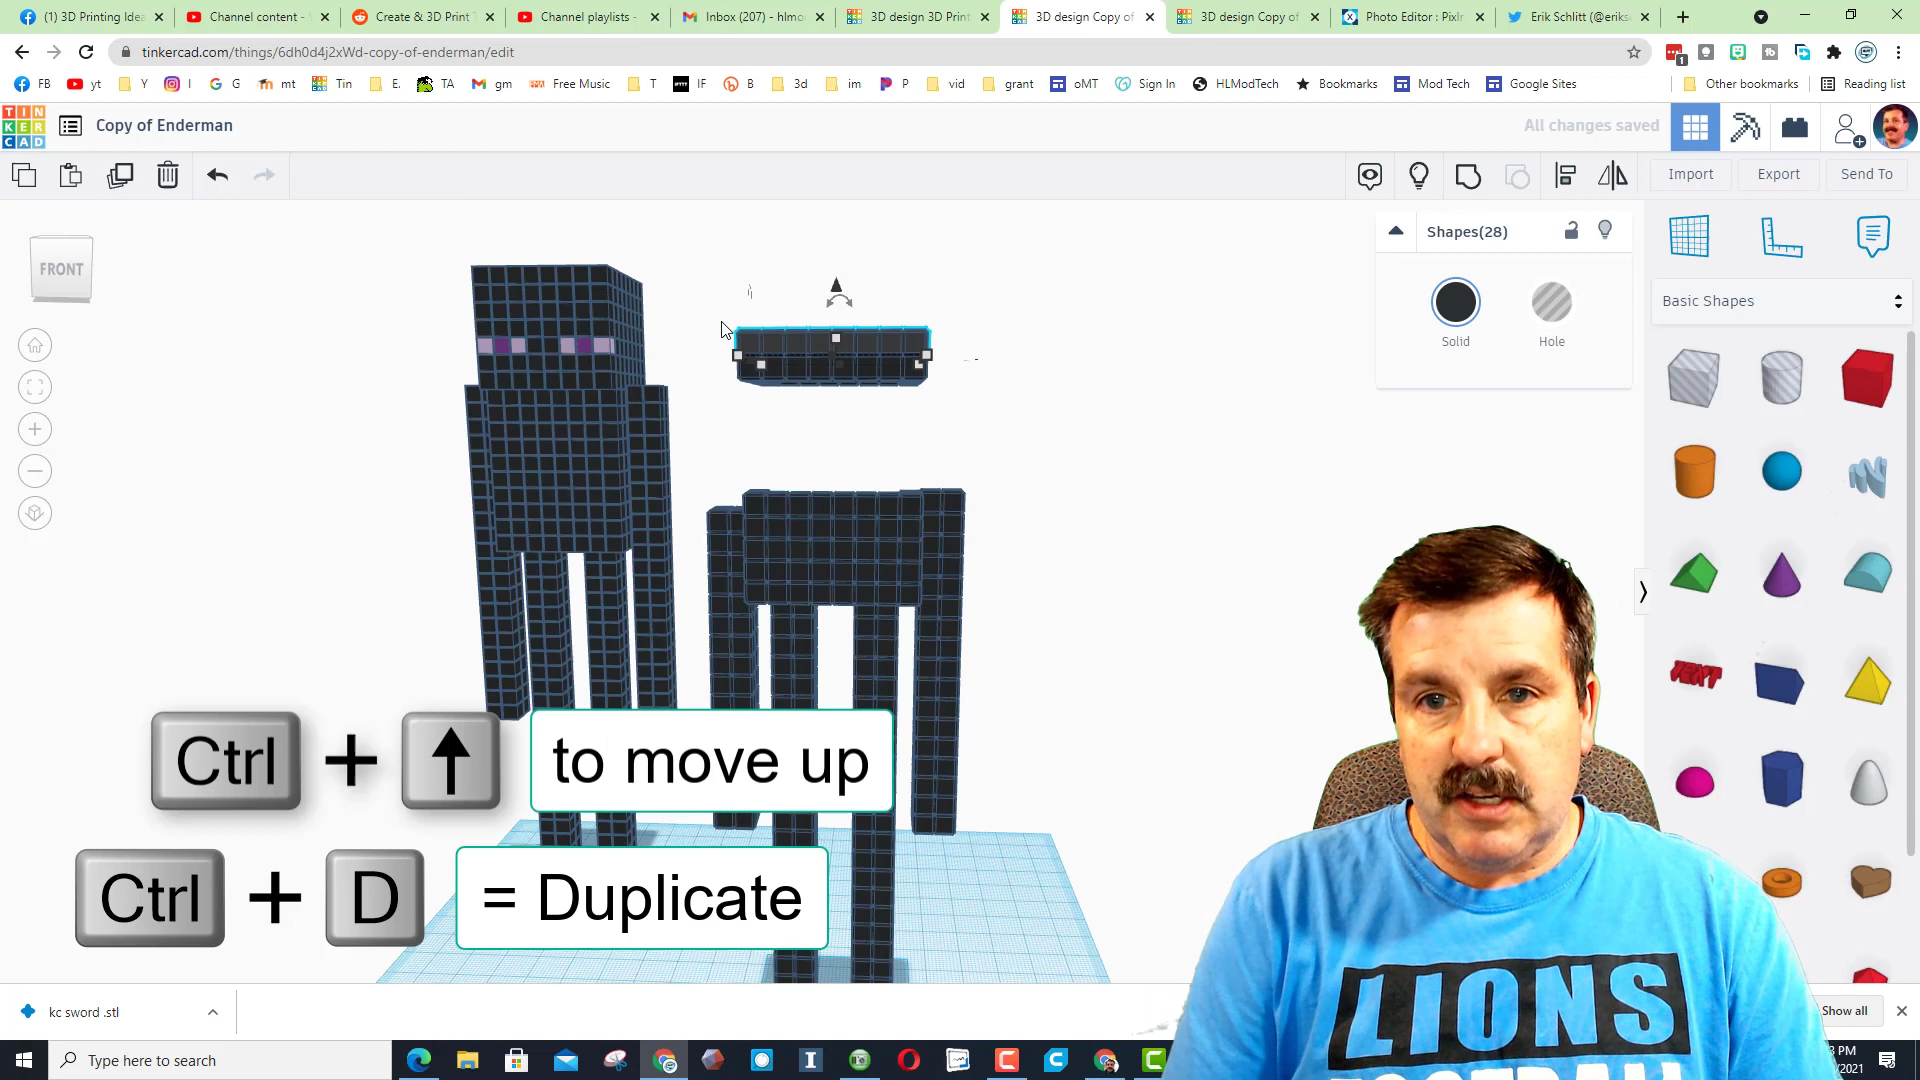 (1) 3D Printing Idea
Channel content -
Create & 3D Print
Channel playlists -
Inbox (207) - hlmo
3D design 3D Print
3D design Copy of
3D design Copy of
Photo Editor : Pixlr
Erik Schlitt (@eriks
tinkercad.com/things/6dh0d4j2xWd-copy-of-enderman/edit
FB
yt
Y
I
G
mt
Tin
E.
TA
gm
Free Music
T
IF
B
3d
im
P
vid
grant
oMT
Sign In
HLModTech
Bookmarks
Mod Tech
Google Sites
Other bookmarks
Reading list
TIN
KER
CAD
Copy of Enderman
All changes saved
Import
Export
Send To
FRONT
Shapes(28)
Solid
Hole
Basic Shapes
TEXT
Ctrl + ↑ to move up
Ctrl + D = Duplicate
LIONS
FOOTBALL
kc sword .stl
Show all
Type here to search
3 PM
/2021